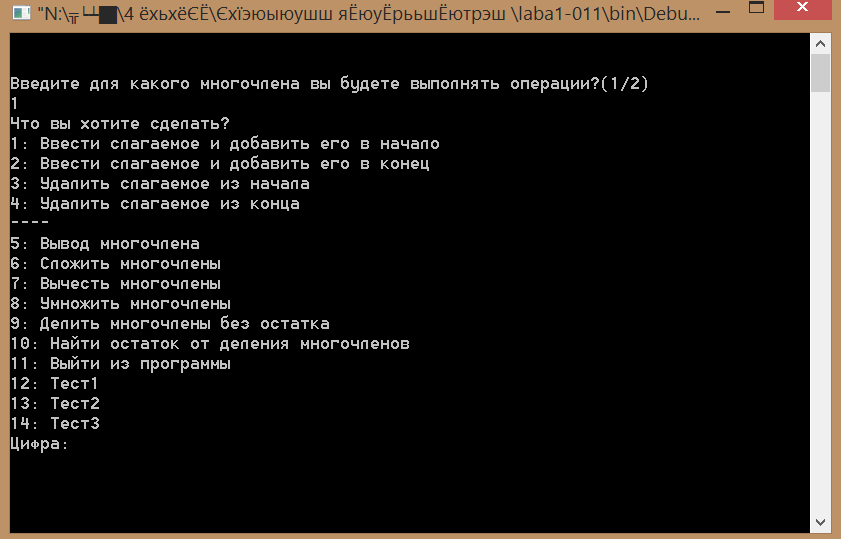 "N:\╦┴┴██\4 ёхьхёЄЁ\Єхїэюыюушш яЁюуЁрььшЁютрэш \laba1-011\bin\Debu...
Введите для какого многочлена вы будете выполнять операции?(1/2)
1
Что вы хотите сделать?
1: Ввести слагаемое и добавить его в начало
2: Ввести слагаемое и добавить его в конец
3: Удалить слагаемое из начала
4: Удалить слагаемое из конца
----
5: Вывод многочлена
6: Сложить многочлены
7: Вычесть многочлены
8: Умножить многочлены
9: Делить многочлены без остатка
10: Найти остаток от деления многочленов
11: Выйти из программы
12: Тест1
13: Тест2
14: Тест3
Цифра: